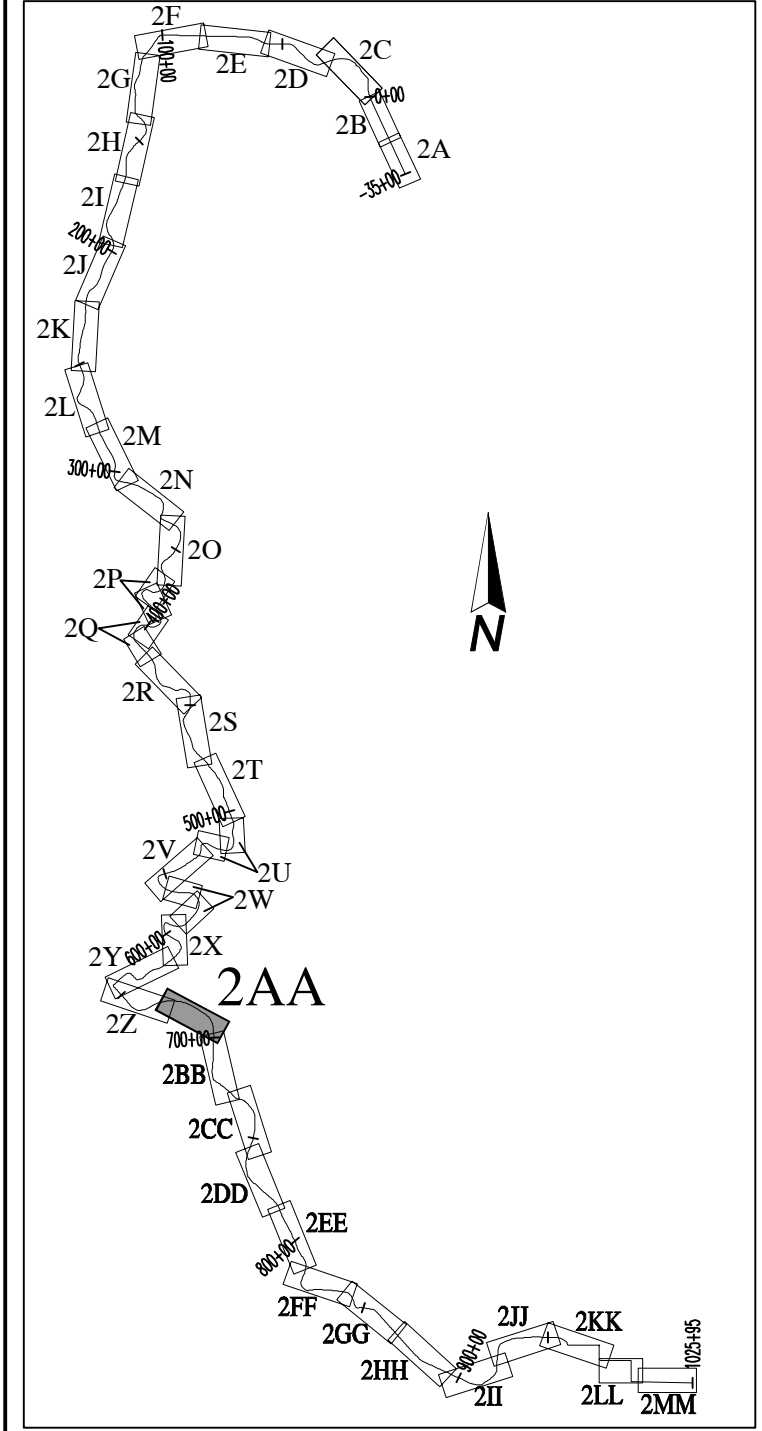 2F
2C
100+00
2E
2D
2G
0+00
2B
2H
2A
-35+00
2I
200+00
2J
2K
2L
2M
300+00
2N
2O
2P
400+00
2Q
N
2R
2S
2T
500+00
2V
2U
2W
2X
600+00
2Y
2AA
2Z
700+00
2BB
2CC
2DD
2EE
800+00
2FF
2GG
2JJ
2KK
900+00
1025+95
2HH
2II
2LL
2MM